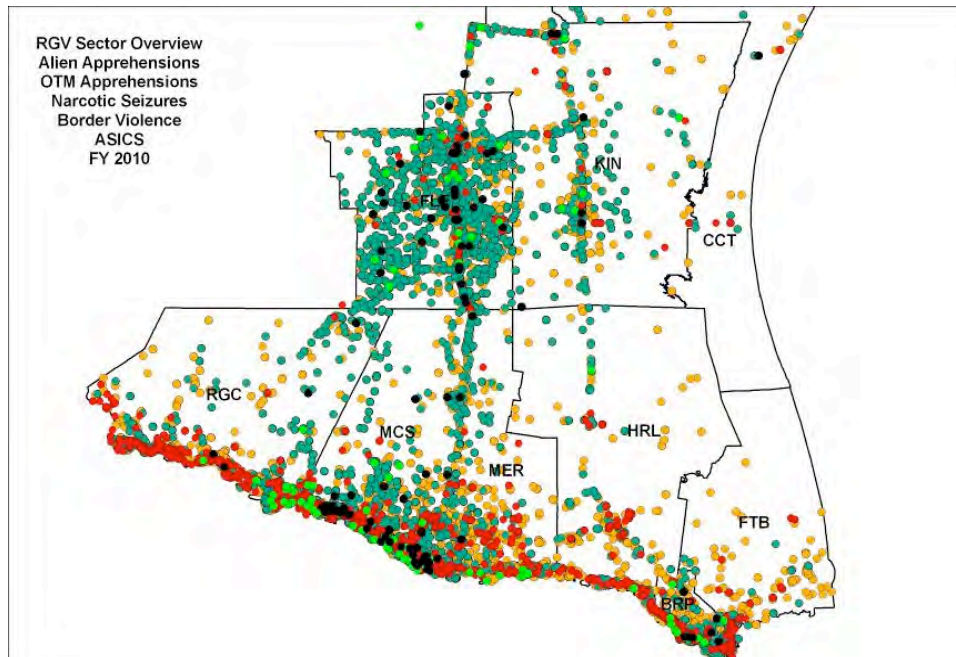 RGV Sector Overview
Alien Apprehensions
OTM Apprehensions
Narcotic Seizures
Border Violence
ASICS
FY 2010
KIN
CCT
RGC
MCS
HRL
MER
FTB
BRP